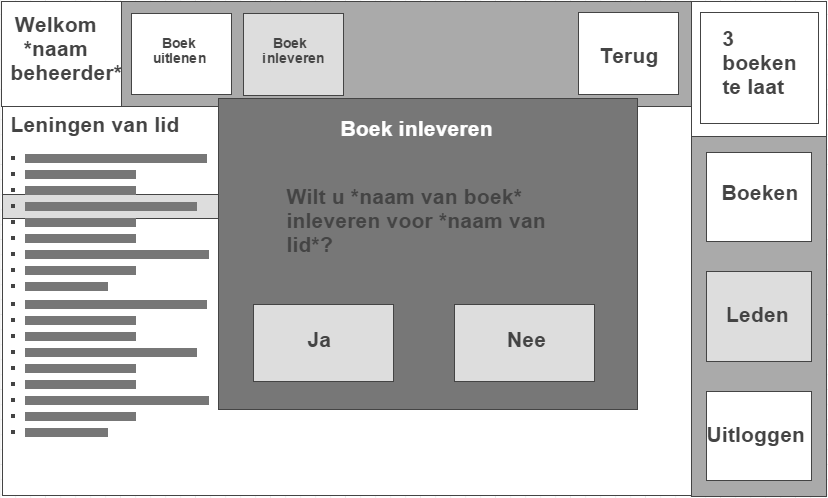 Welkom
*naam
beheerder*
Boek
uitlenen
Boek
inleveren
Terug
3
boeken
te laat
Leningen van lid
Boek inleveren
Wilt u *naam van boek*
inleveren voor *naam van
lid*?
Ja
Nee
Boeken
Leden
Uitloggen